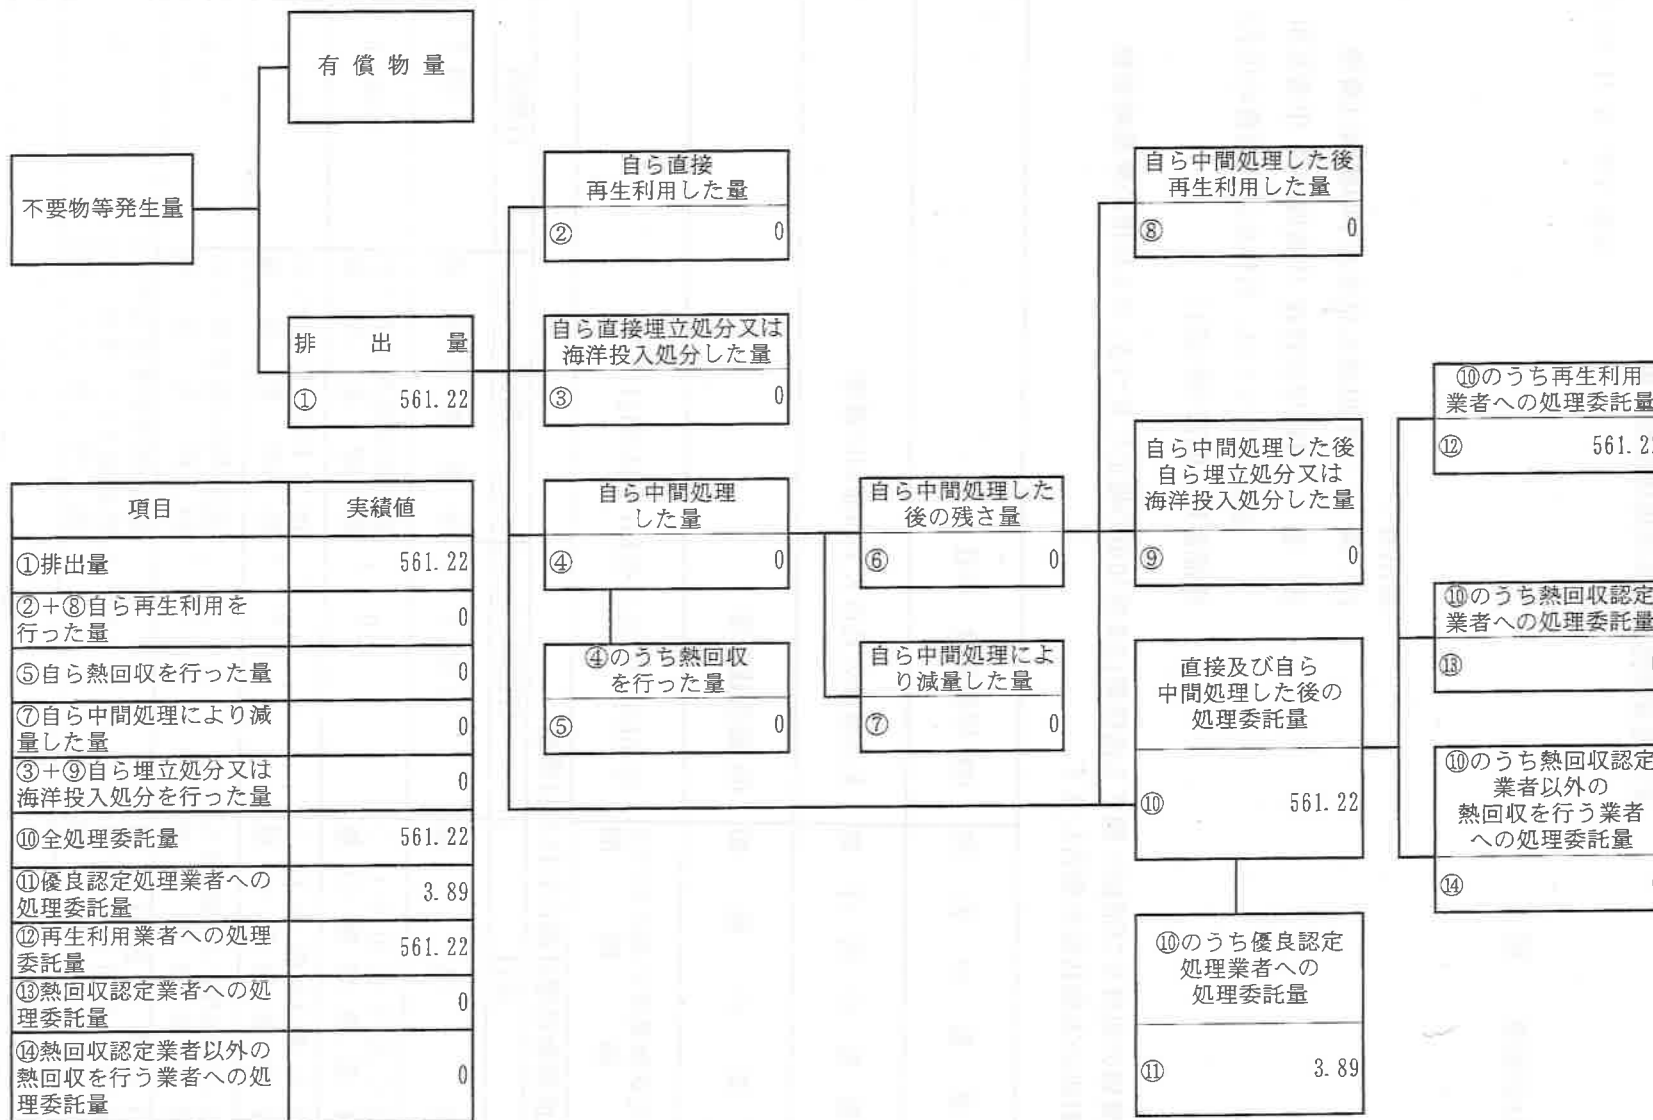 有償物量
不要物等発生量
排出量
① 561.22
自ら直接
再生利用した量
② 0
自ら直接埋立処分又は
海洋投入処分した量
③ 0
自ら中間処理
した量
④ 0
④のうち熱回収
を行った量
⑤ 0
自ら中間処理した
後の残さ量
⑥ 0
自ら中間処理によ
り減量した量
⑦ 0
自ら中間処理した後
再生利用した量
⑧ 0
自ら中間処理した後
自ら埋立処分又は
海洋投入処分した量
⑨ 0
直接及び自ら
中間処理した後の
処理委託量
⑩ 561.22
⑩のうち優良認定
処理業者への
処理委託量
⑪ 3.89
⑩のうち再生利用
業者への処理委託量
⑫ 561.22
⑩のうち熱回収認定
業者への処理委託量
⑬
⑩のうち熱回収認定
業者以外の
熱回収を行う業者
への処理委託量
⑭
項目 実績値
①排出量 561.22
②+⑧自ら再生利用を
行った量 0
⑤自ら熱回収を行った量 0
⑦自ら中間処理により減
量した量 0
③+⑨自ら埋立処分又は
海洋投入処分を行った量 0
⑩全処理委託量 561.22
⑪優良認定処理業者への
処理委託量 3.89
⑫再生利用業者への処理
委託量 561.22
⑬熱回収認定業者への処
理委託量 0
⑭熱回収認定業者以外の
熱回収を行う業者への処
理委託量 0